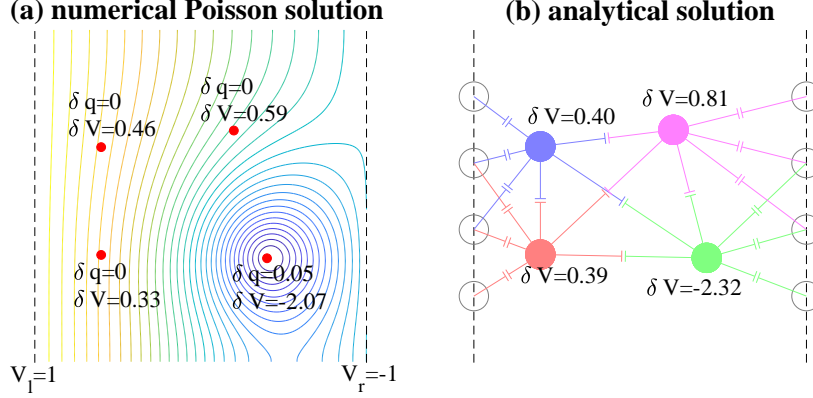 (a) numerical Poisson solution
δ q=0
δ V=0.46
δ q=0
δ V=0.59
δ q=0
δ V=0.33
δ q=0.05
δ V=-2.07
V_l=1
V_r=-1
(b) analytical solution
δ V=0.40
δ V=0.81
δ V=0.39
δ V=-2.32